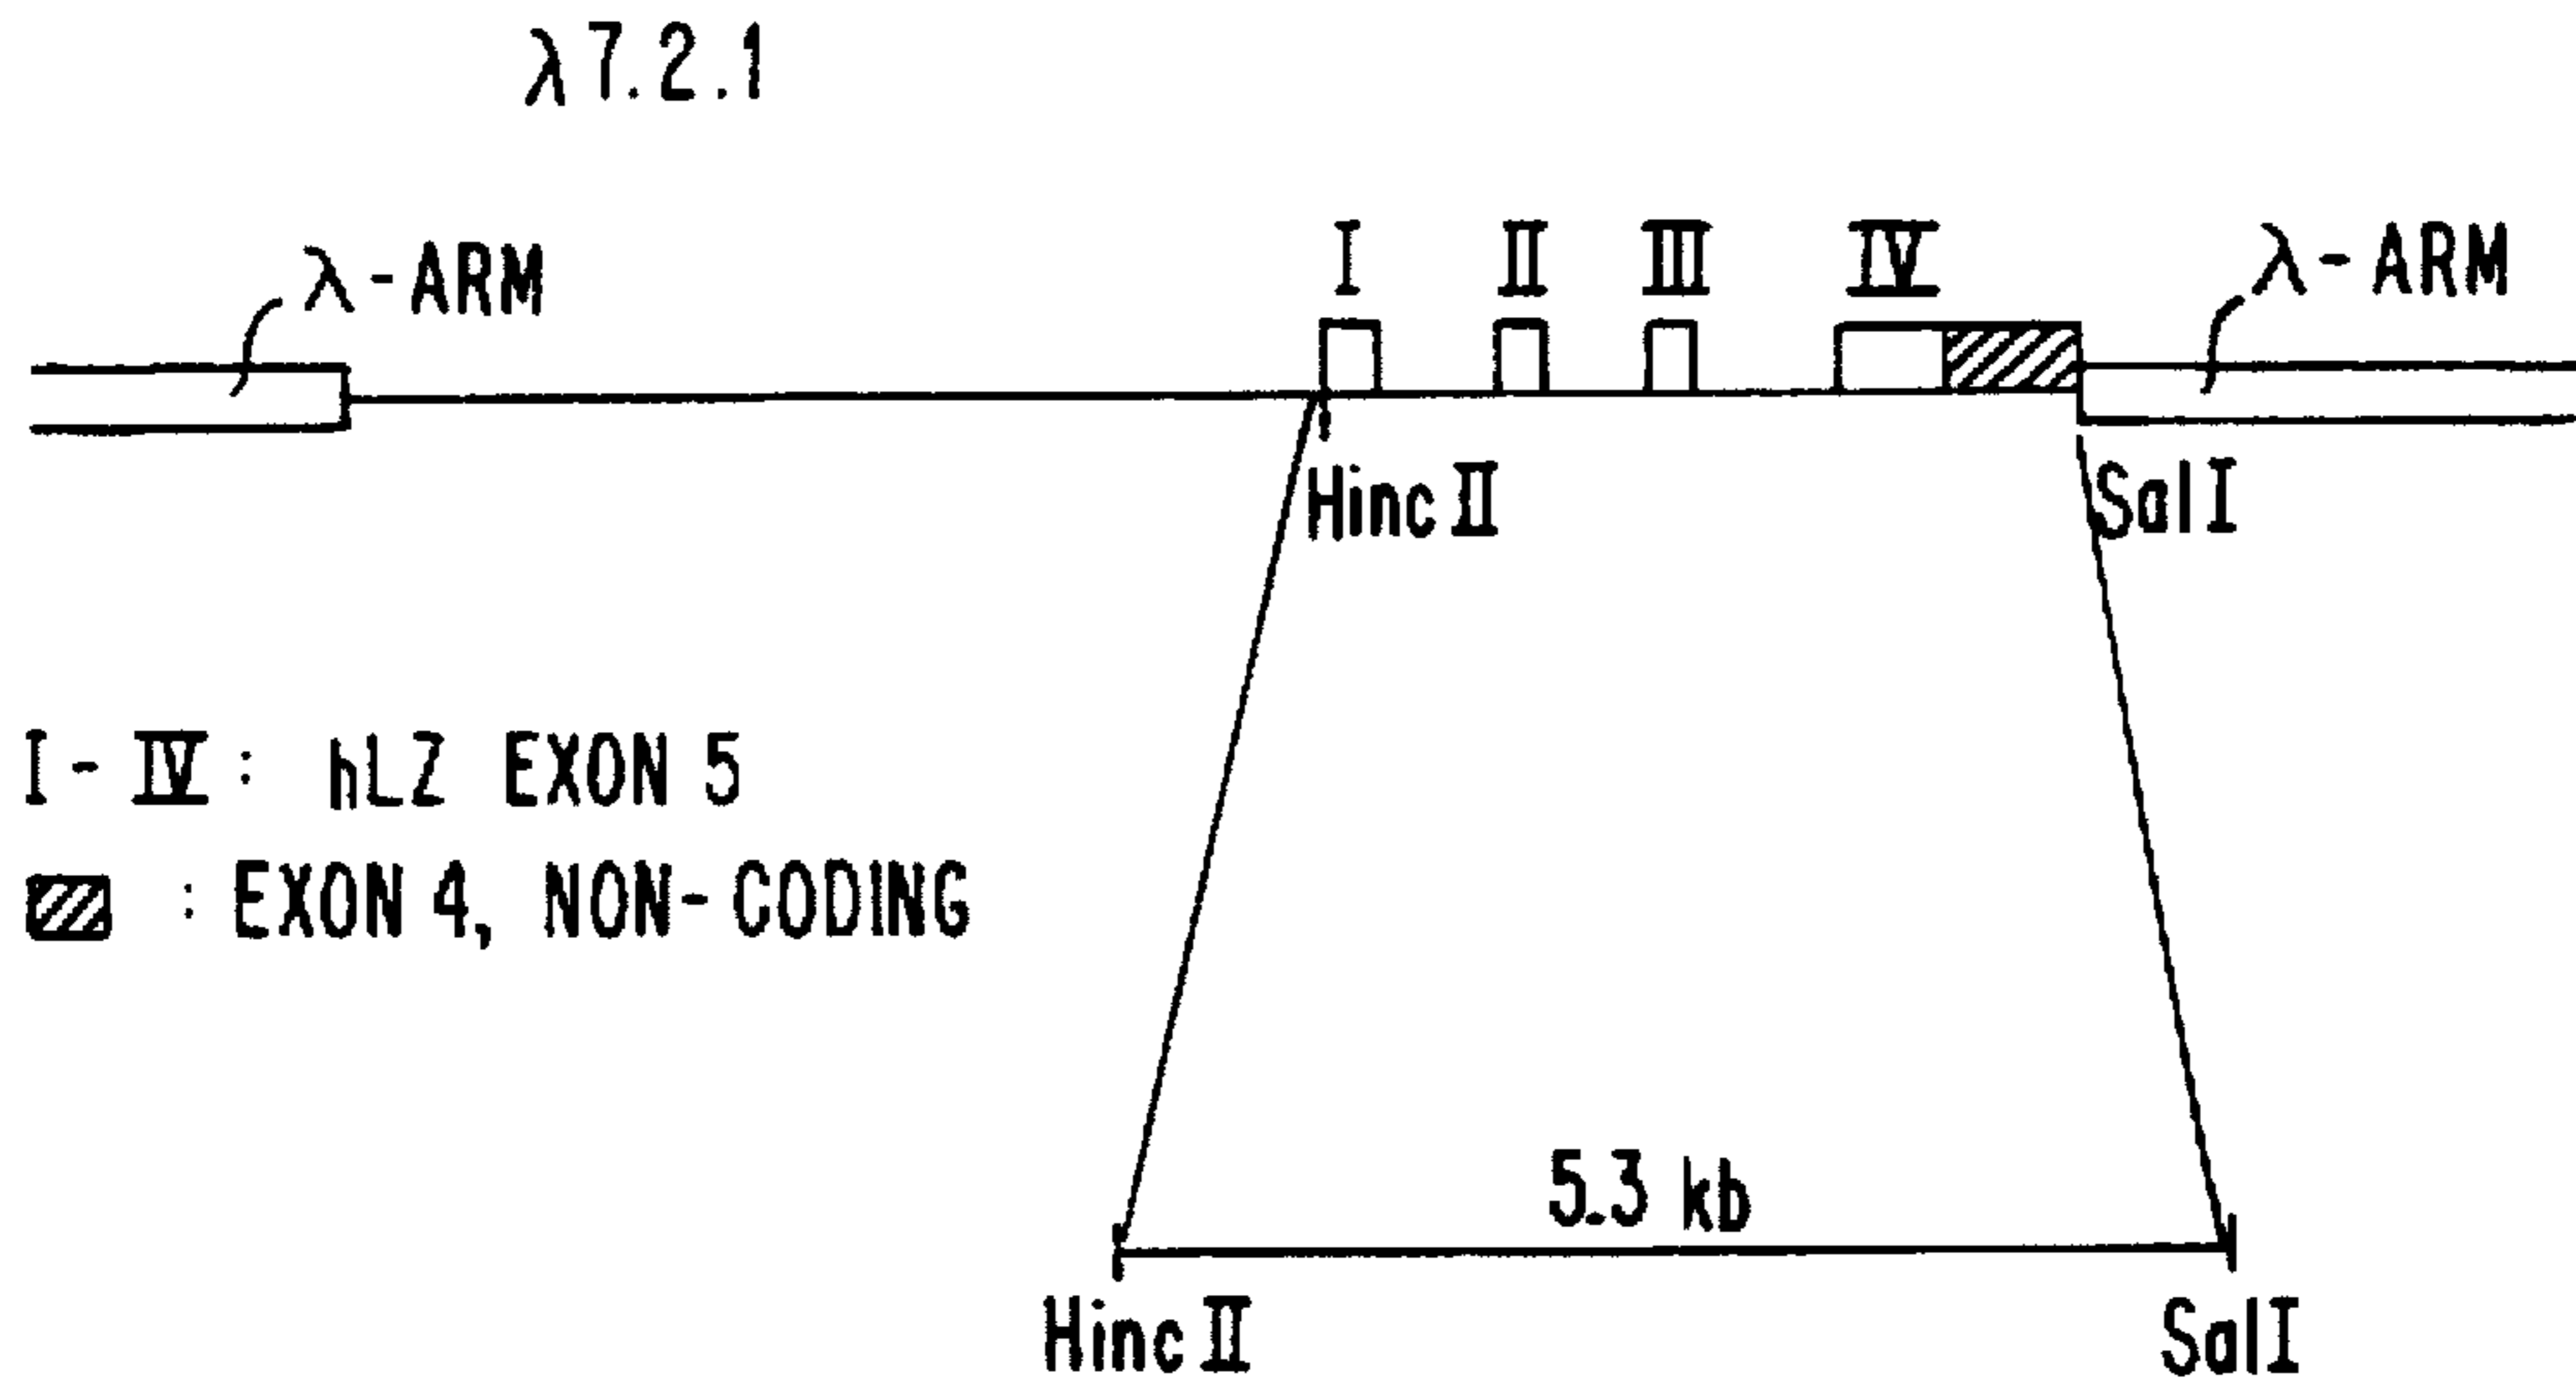 λ7.2.1
λ-ARM
I II III IV
λ-ARM
Hinc II
Sal I
I - IV : hLZ EXON 5
: EXON 4, NON-CODING
5.3 kb
Hinc II
Sal I